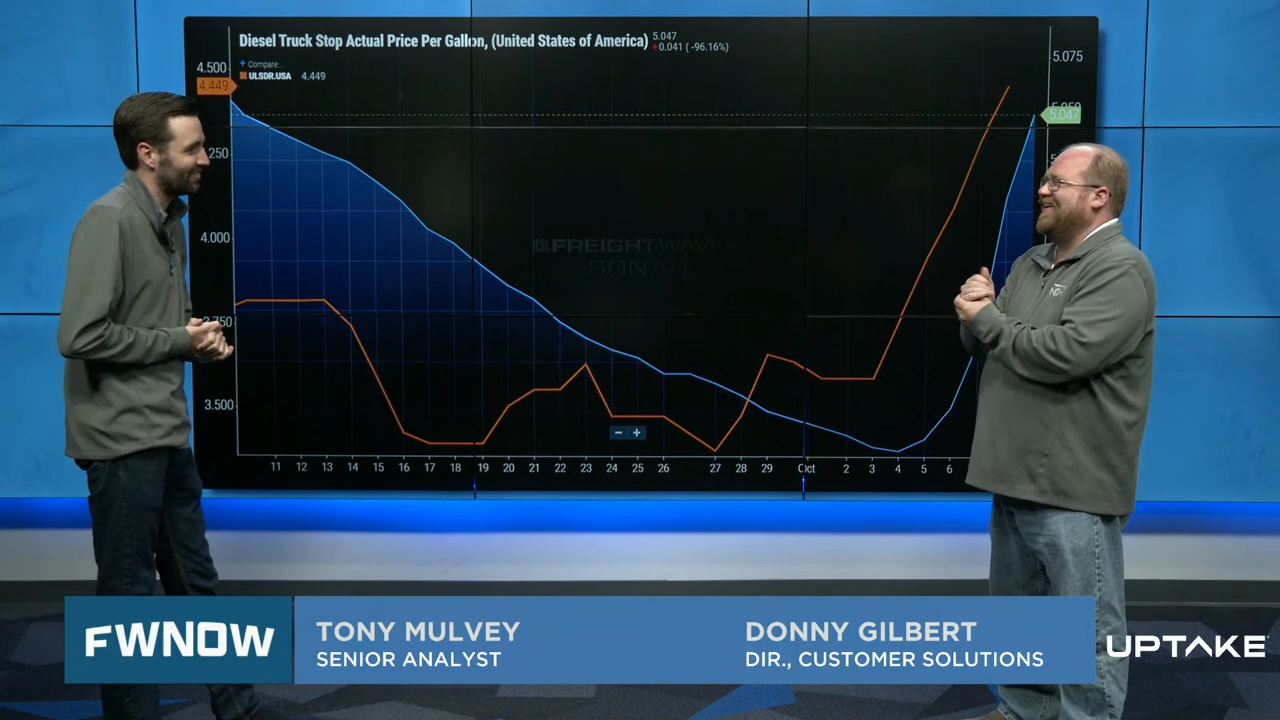 Diesel Truck Stop Actual Price Per Gallon, (United States of America)
5.047
0.041 ( -96.16%)
+ Compare...
ULSDR.USA 4.449
4.500
4.449
250
4.000
3.750
3.500
5.075
5.047
FREIGHTWAVES
SONAR
− +
11 12 13 14 15 16 17 18 19 20 21 22 23 24 25 26 27 28 29 Oct 2 3 4 5 6
FWNOW
TONY MULVEY
SENIOR ANALYST
DONNY GILBERT
DIR., CUSTOMER SOLUTIONS
UPTAKE